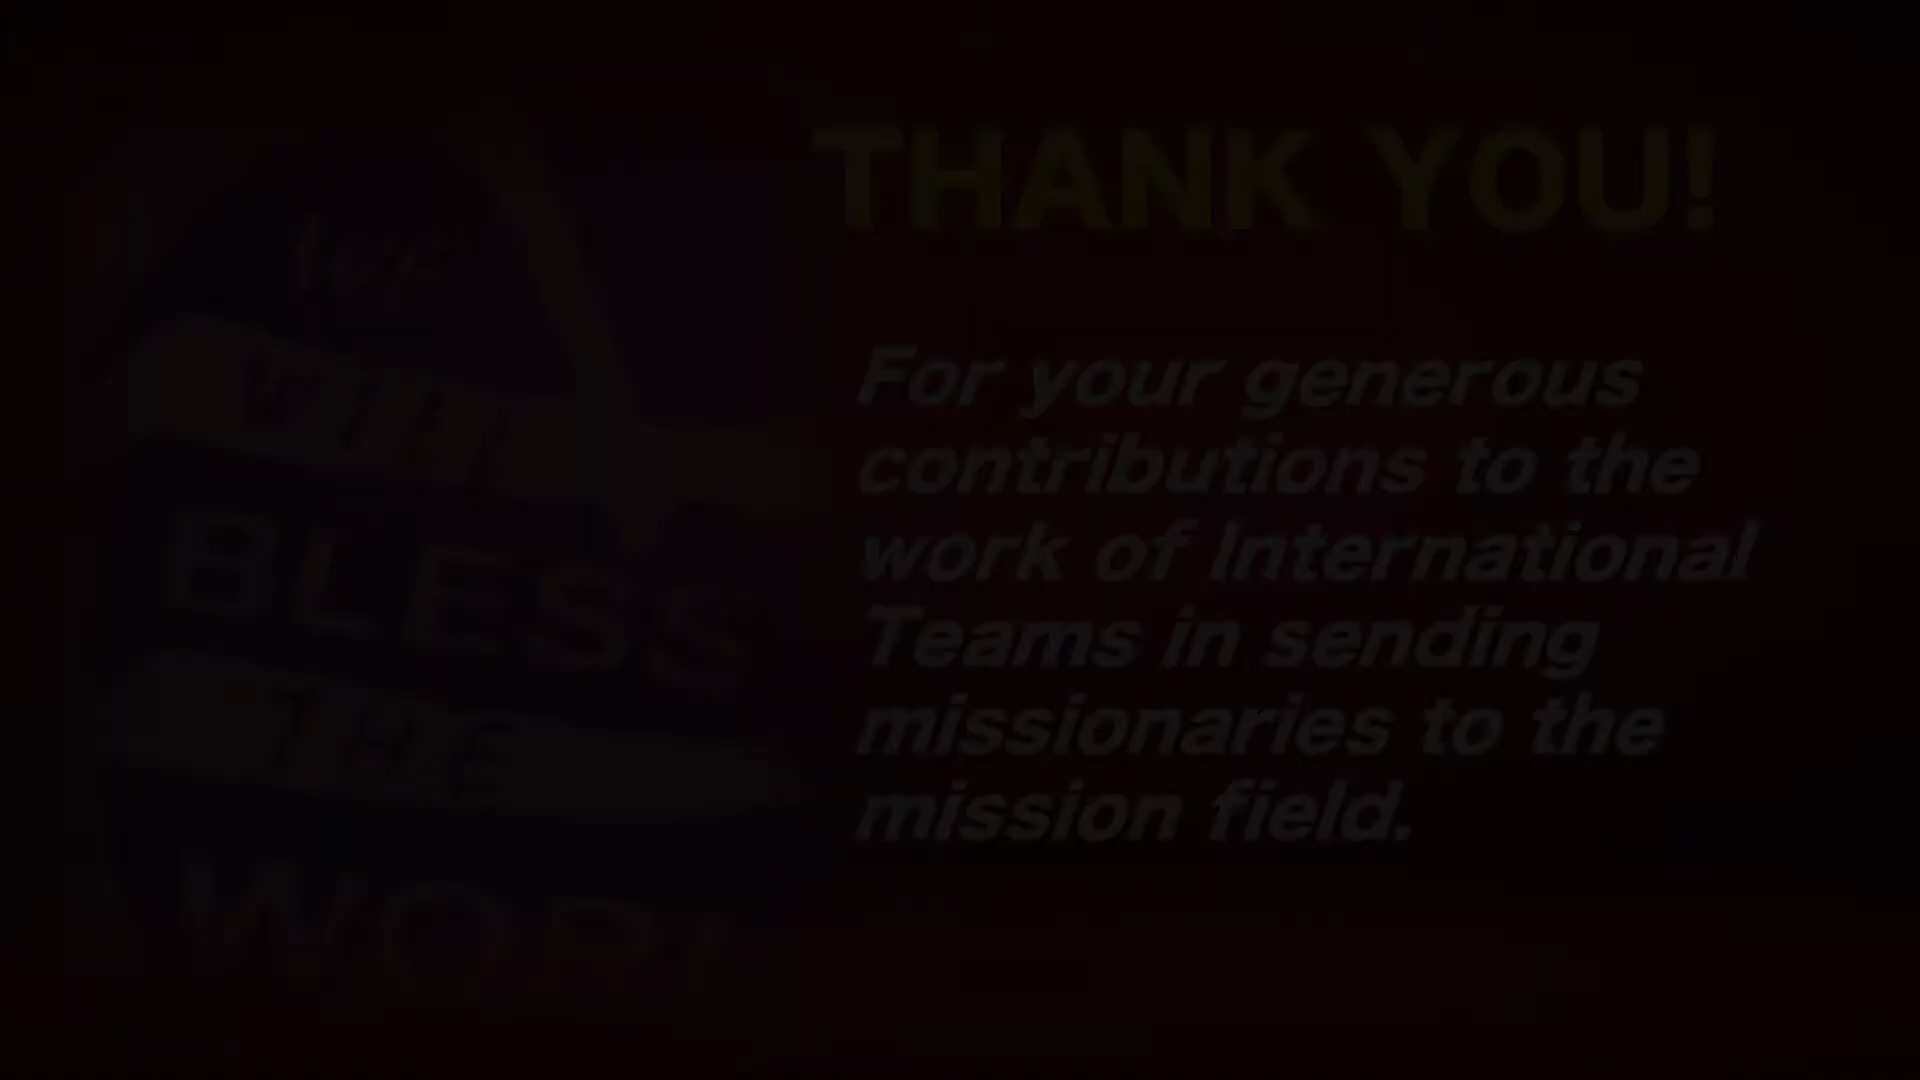 THANK YOU!
For your generous
contributions to the
work of International
Teams in sending
missionaries to the
mission field.
BLESS
THE